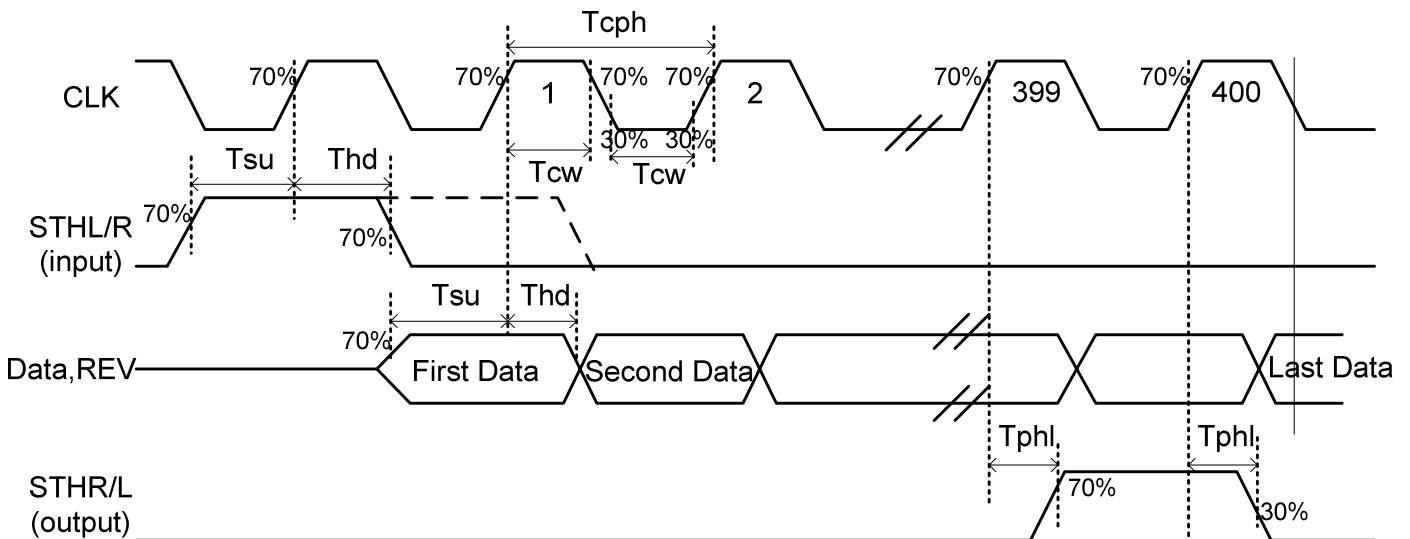 Tcph
CLK
70%
70%
1
70%
70%
2
70%
399
70%
400
30%
30%
Tsu
Thd
Tcw
Tcw
STHL/R
(input)
70%
70%
Tsu
Thd
70%
Data,REV
First Data
Second Data
Last Data
Tphl
Tphl
STHR/L
(output)
70%
30%